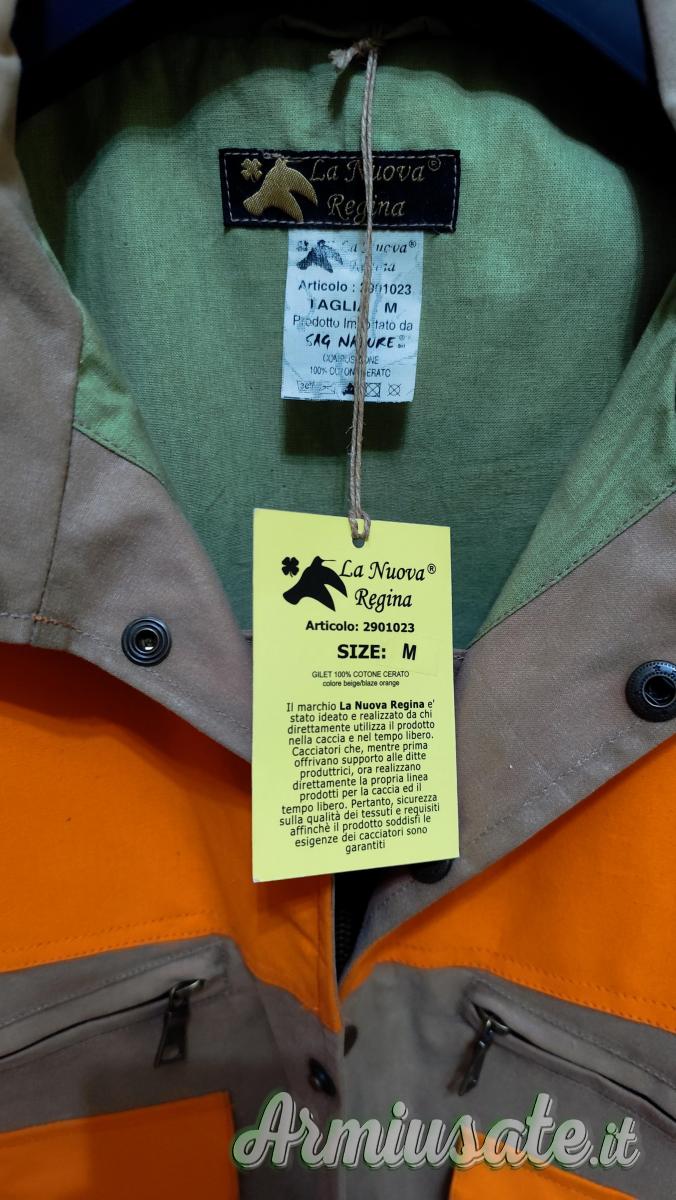 La Nuova ©
Regina
La Nuova ®
Regina
Articolo : 2901023
TAGLIA M
Prodotto Importato da
SAG NATURE ® srl
COMPOSIZIONE
100% COTONE CERATO
La Nuova®
Regina
Articolo: 2901023
SIZE: M
GILET 100% COTONE CERATO
colore beige/blaze orange
Il marchio La Nuova Regina e'
stato ideato e realizzato da chi
direttamente utilizza il prodotto
nella caccia e nel tempo libero.
Cacciatori che, mentre prima
offrivano supporto alle ditte
produttrici, ora realizzano
direttamente la propria linea
prodotti per la caccia ed il
tempo libero. Pertanto, sicurezza
sulla qualità dei tessuti e requisiti
affinchè il prodotto soddisfi le
esigenze dei cacciatori sono
garantiti
Armiusate.it